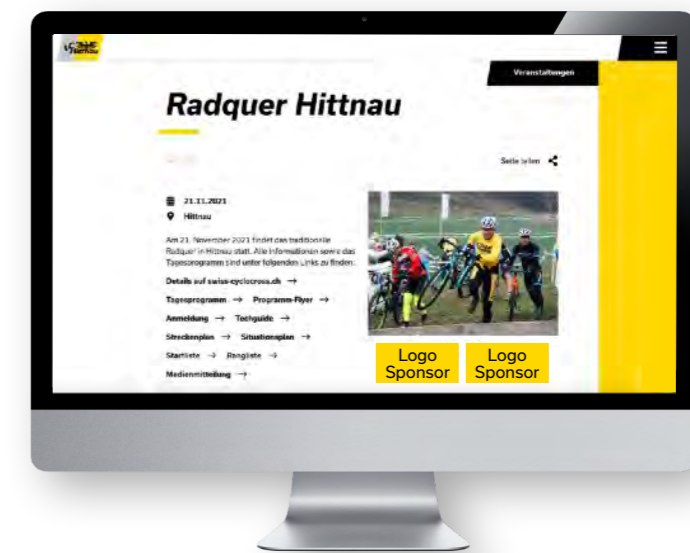 Hittnau
Veranstaltungen
Radquer Hittnau
Seite teilen
21.11.2021
Hittnau
Am 21. November 2021 findet das traditionelle
Radquer in Hittnau statt. Alle Informationen sowie das
Tagesprogramm sind unter folgenden Links zu finden:
Details auf swiss-cyclocross.ch →
Tagesprogramm → Programm-Flyer →
Anmeldung → Techguide →
Streckenplan → Situationsplan →
Startliste → Rangliste →
Medienmitteilung →
Logo Sponsor
Logo Sponsor